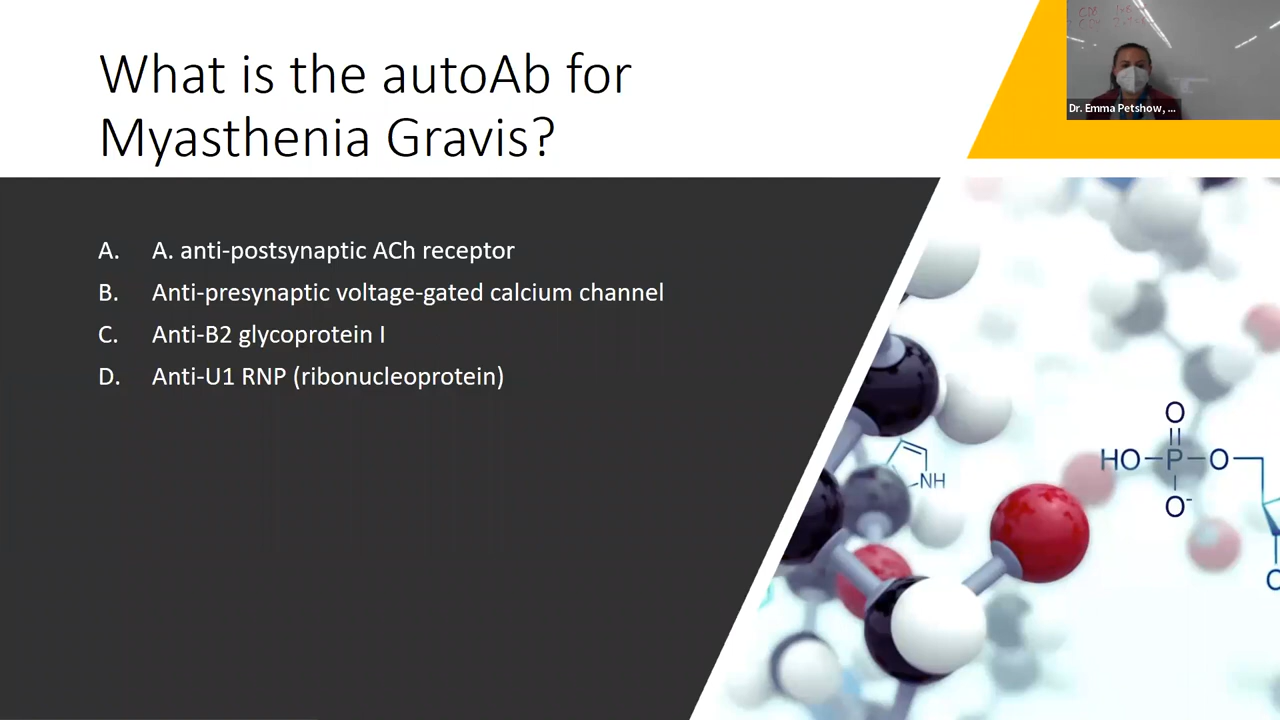 What is the autoAb for
Myasthenia Gravis?
Dr. Emma Petshow, ...
A. A. anti-postsynaptic ACh receptor
B. Anti-presynaptic voltage-gated calcium channel
C. Anti-B2 glycoprotein I
D. Anti-U1 RNP (ribonucleoprotein)
O
HO P O
O-
NH